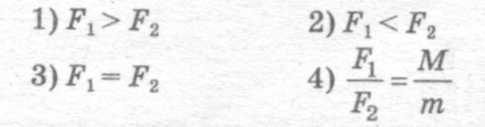 1) F₁ > F₂ 2) F₁ < F₂
3) F₁ = F₂ 4) F₁/F₂ = M/m